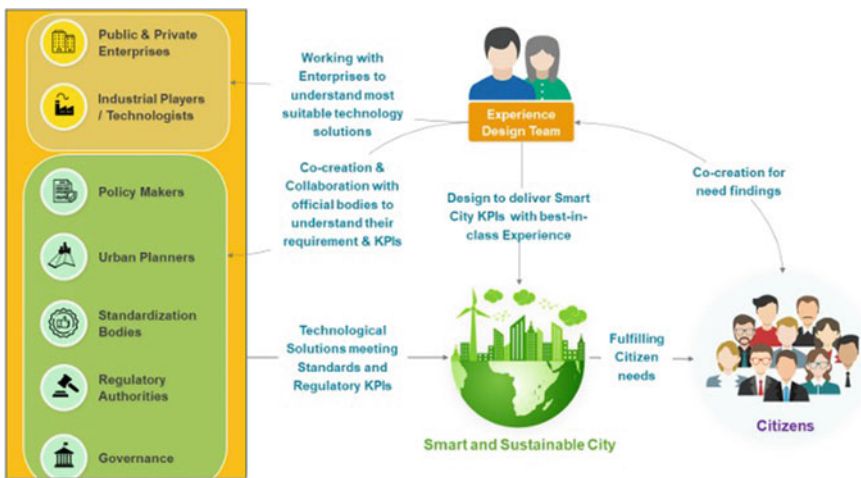 Public & Private
Enterprises
Industrial Players
/ Technologists
Policy Makers
Urban Planners
Standardization
Bodies
Regulatory
Authorities
Governance
Working with
Enterprises to
understand most
suitable technology
solutions
Co-creation &
Collaboration with
official bodies to
understand their
requirement & KPIs
Technological
Solutions meeting
Standards and
Regulatory KPIs
Experience
Design Team
Design to deliver Smart
City KPIs with best-in-
class Experience
Smart and Sustainable City
Co-creation for
need findings
Fulfilling
Citizen
needs
Citizens